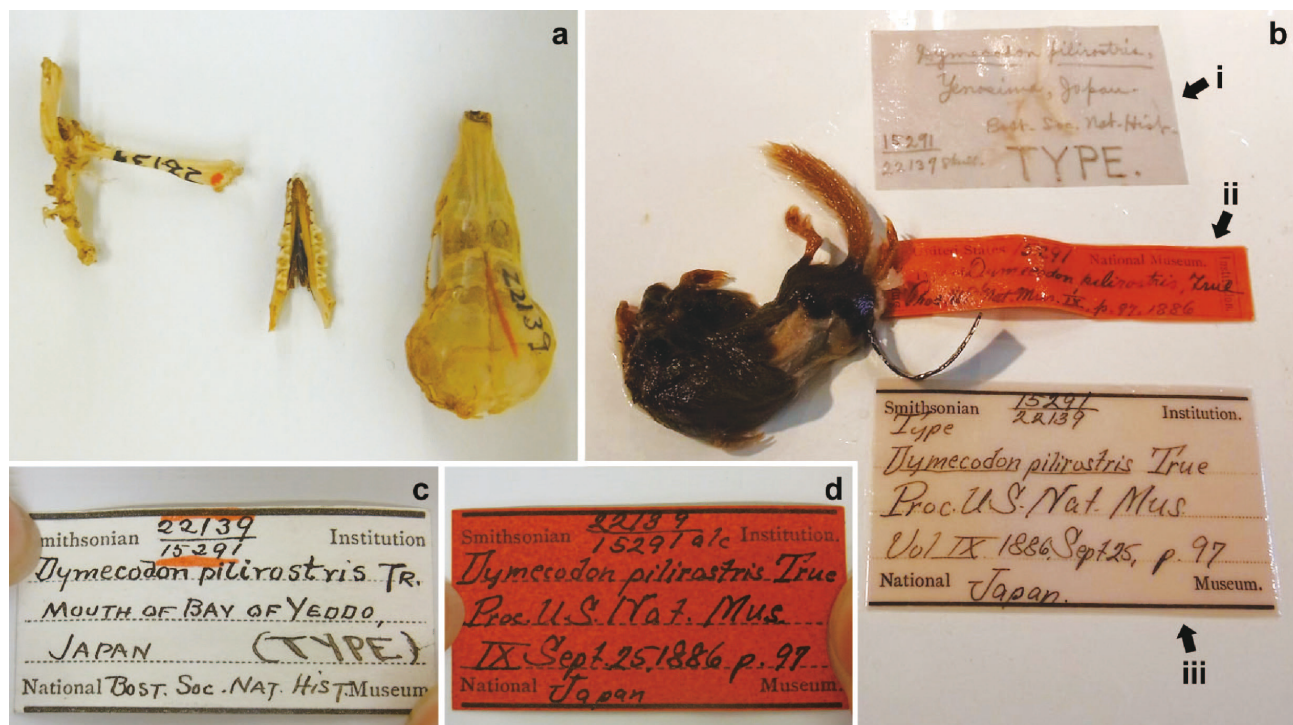 a
22139
22139
b
Dymecodon pilirostris,
Yenosima, Japan.
Bost. Soc. Nat. Hist.
15291
22139 Skull.
TYPE.
i
ii
United States 15291 National Museum.
Dymecodon pilirostris, True
Proc. U.S. Nat. Mus. IX, p. 97, 1886
iii
Smithsonian 15291 Institution.
22139
Type
Dymecodon pilirostris True
Proc. U.S. Nat. Mus
Vol IX 1886, Sept. 25, p. 97
National Japan. Museum.
c
Smithsonian 22139 Institution
15291
Dymecodon pilirostris Tr.
MOUTH OF BAY OF YEDDO,
JAPAN (TYPE)
National BOST. SOC. NAT. HIST. Museum
d
Smithsonian 22139 Institution.
15291 alc
Dymecodon pilirostris True
Proc. U.S. Nat. Mus
IX Sept. 25, 1886 p. 97
National Japan Museum.